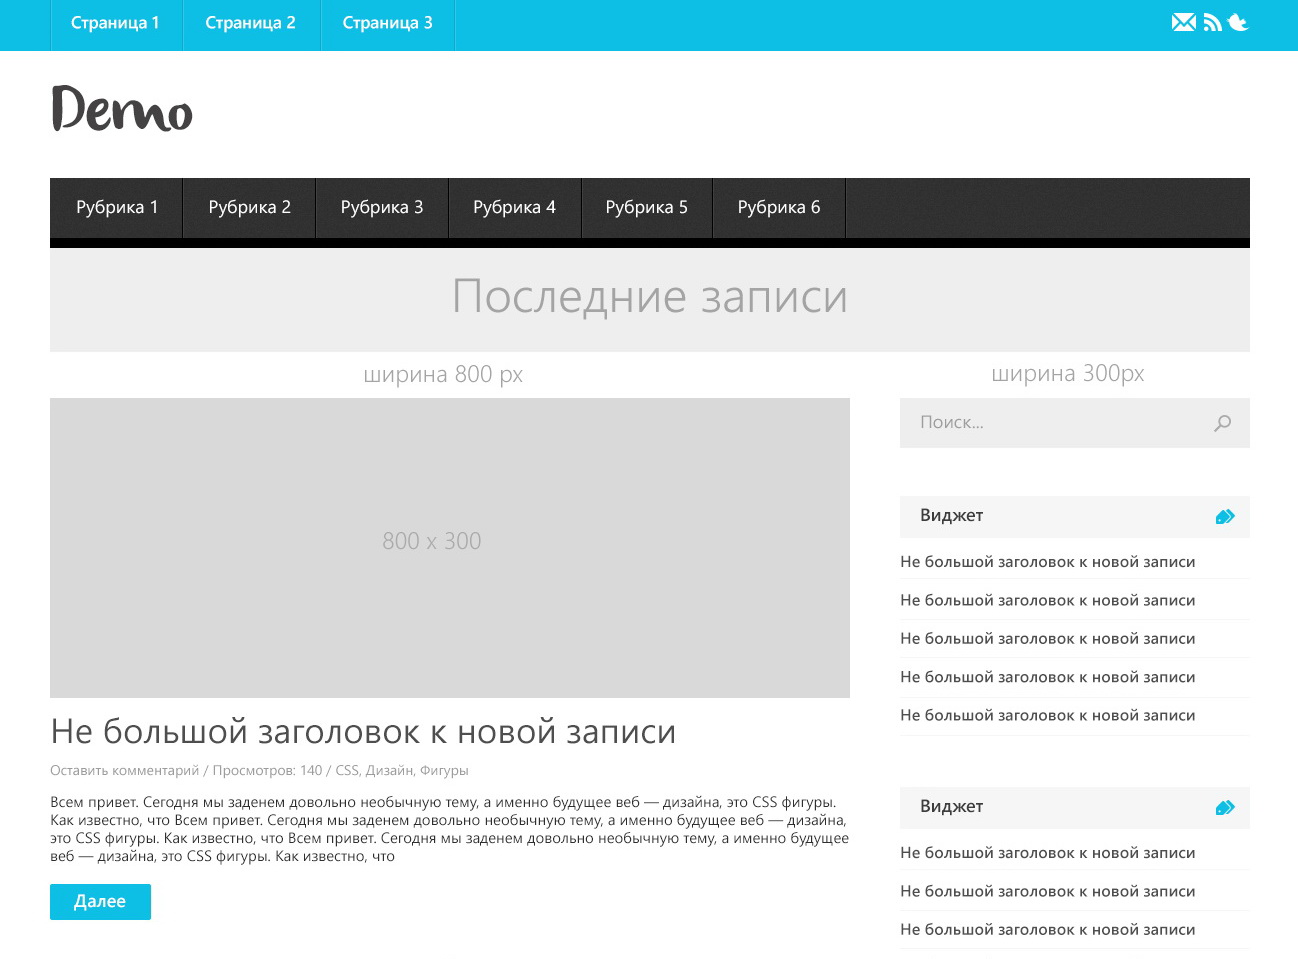 Страница 1 Страница 2 Страница 3
Demo
Рубрика 1 Рубрика 2 Рубрика 3 Рубрика 4 Рубрика 5 Рубрика 6
Последние записи
ширина 800 px
800 x 300
Не большой заголовок к новой записи
Оставить комментарий / Просмотров: 140 / CSS, Дизайн, Фигуры
Всем привет. Сегодня мы заденем довольно необычную тему, а именно будущее веб — дизайна, это CSS фигуры.
Как известно, что Всем привет. Сегодня мы заденем довольно необычную тему, а именно будущее веб — дизайна,
это CSS фигуры. Как известно, что Всем привет. Сегодня мы заденем довольно необычную тему, а именно будущее
веб — дизайна, это CSS фигуры. Как известно, что
Далее
ширина 300px
Поиск...
Виджет
Не большой заголовок к новой записи
Не большой заголовок к новой записи
Не большой заголовок к новой записи
Не большой заголовок к новой записи
Не большой заголовок к новой записи
Виджет
Не большой заголовок к новой записи
Не большой заголовок к новой записи
Не большой заголовок к новой записи